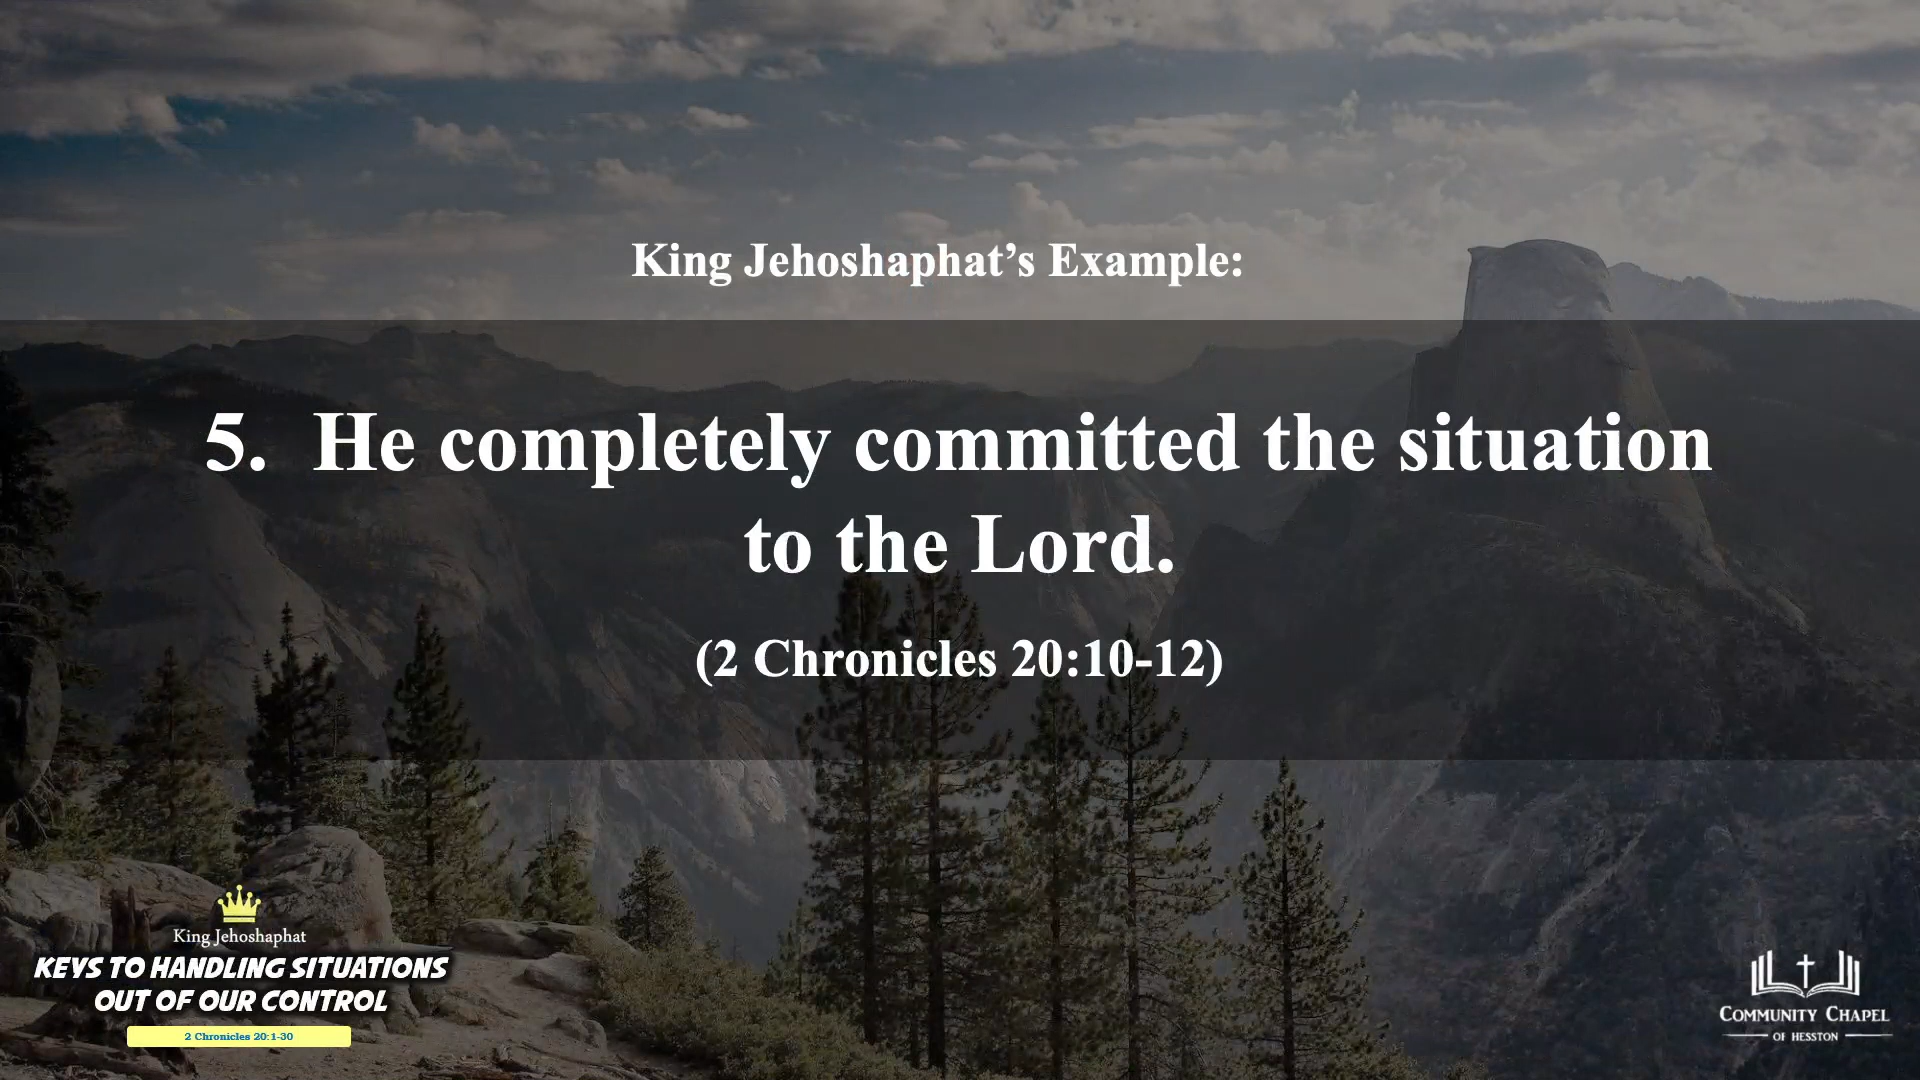 King Jehoshaphat’s Example:
5. He completely committed the situation
to the Lord.
(2 Chronicles 20:10-12)
King Jehoshaphat
KEYS TO HANDLING SITUATIONS
OUT OF OUR CONTROL
2 Chronicles 20:1-30
COMMUNITY CHAPEL
OF HESSTON